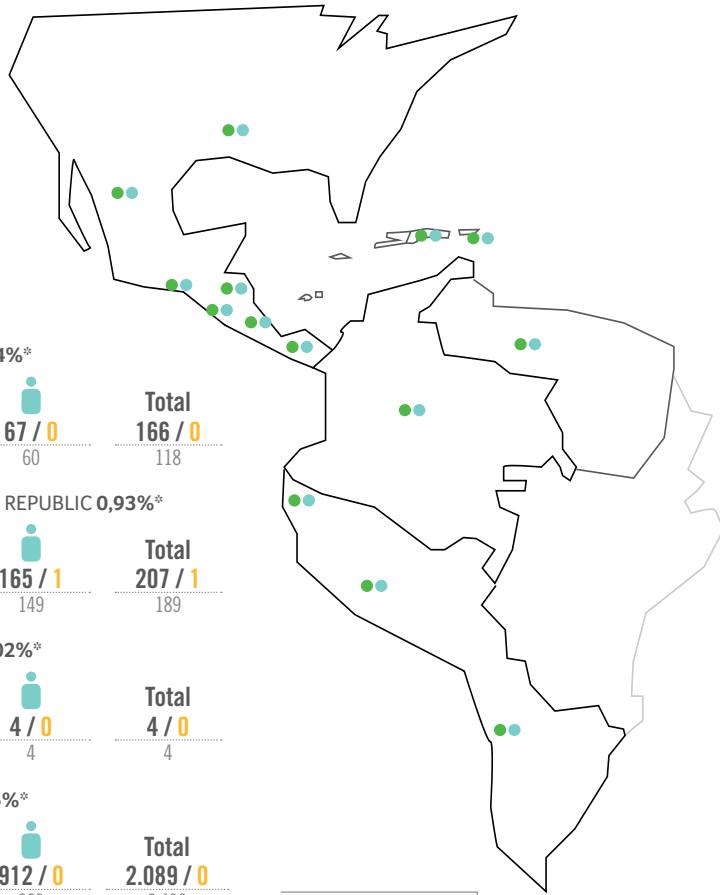 4%*
Total
67 / 0 166 / 0
60 118
REPUBLIC 0,93%*
Total
165 / 1 207 / 1
149 189
02%*
Total
4 / 0 4 / 0
4 4
%*
Total
912 / 0 2.089 / 0